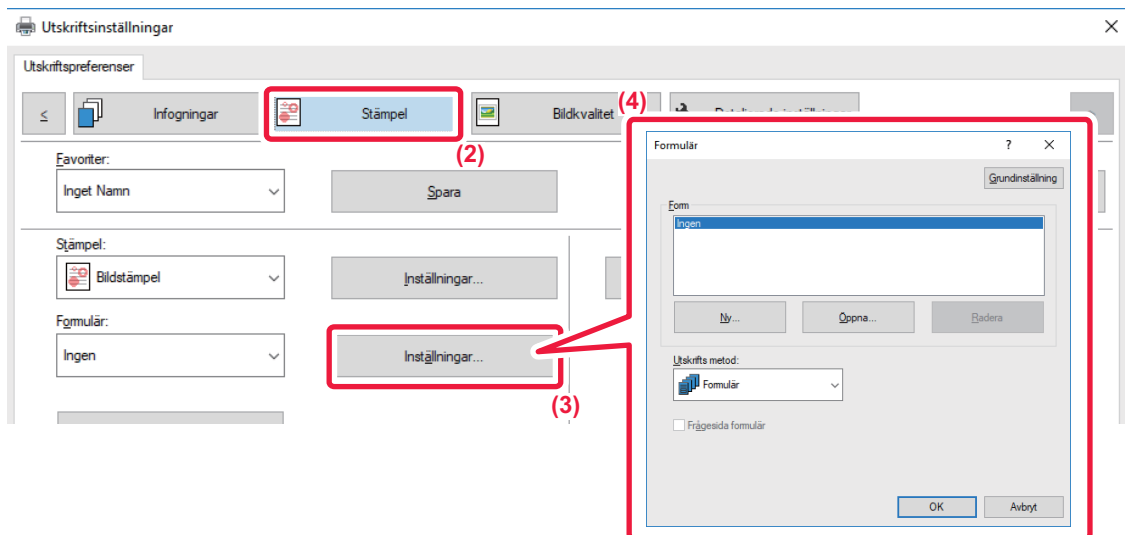 Utskriftsinställningar
Utskriftspreferenser
<
Infogningar
Stämpel
Bildkvalitet
(4)
(2)
Favoriter:
Inget Namn
Spara
Stämpel:
Bildstämpel
Inställningar...
Formulär:
Ingen
Inställningar...
(3)
Formulär
?
Grundinställning
Form
Ingen
Ny...
Öppna...
Radera
Utskrifts metod:
Formulär
Frågesida formulär
OK
Avbryt